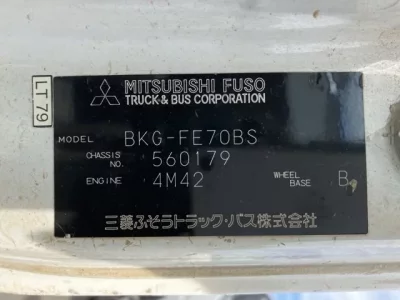 LT79
MITSUBISHI FUSO
TRUCK & BUS CORPORATION
MODEL BKG-FE70BS
CHASSIS NO. 560179
ENGINE 4M42 WHEEL BASE B
三菱ふそうトラック・バス株式会社